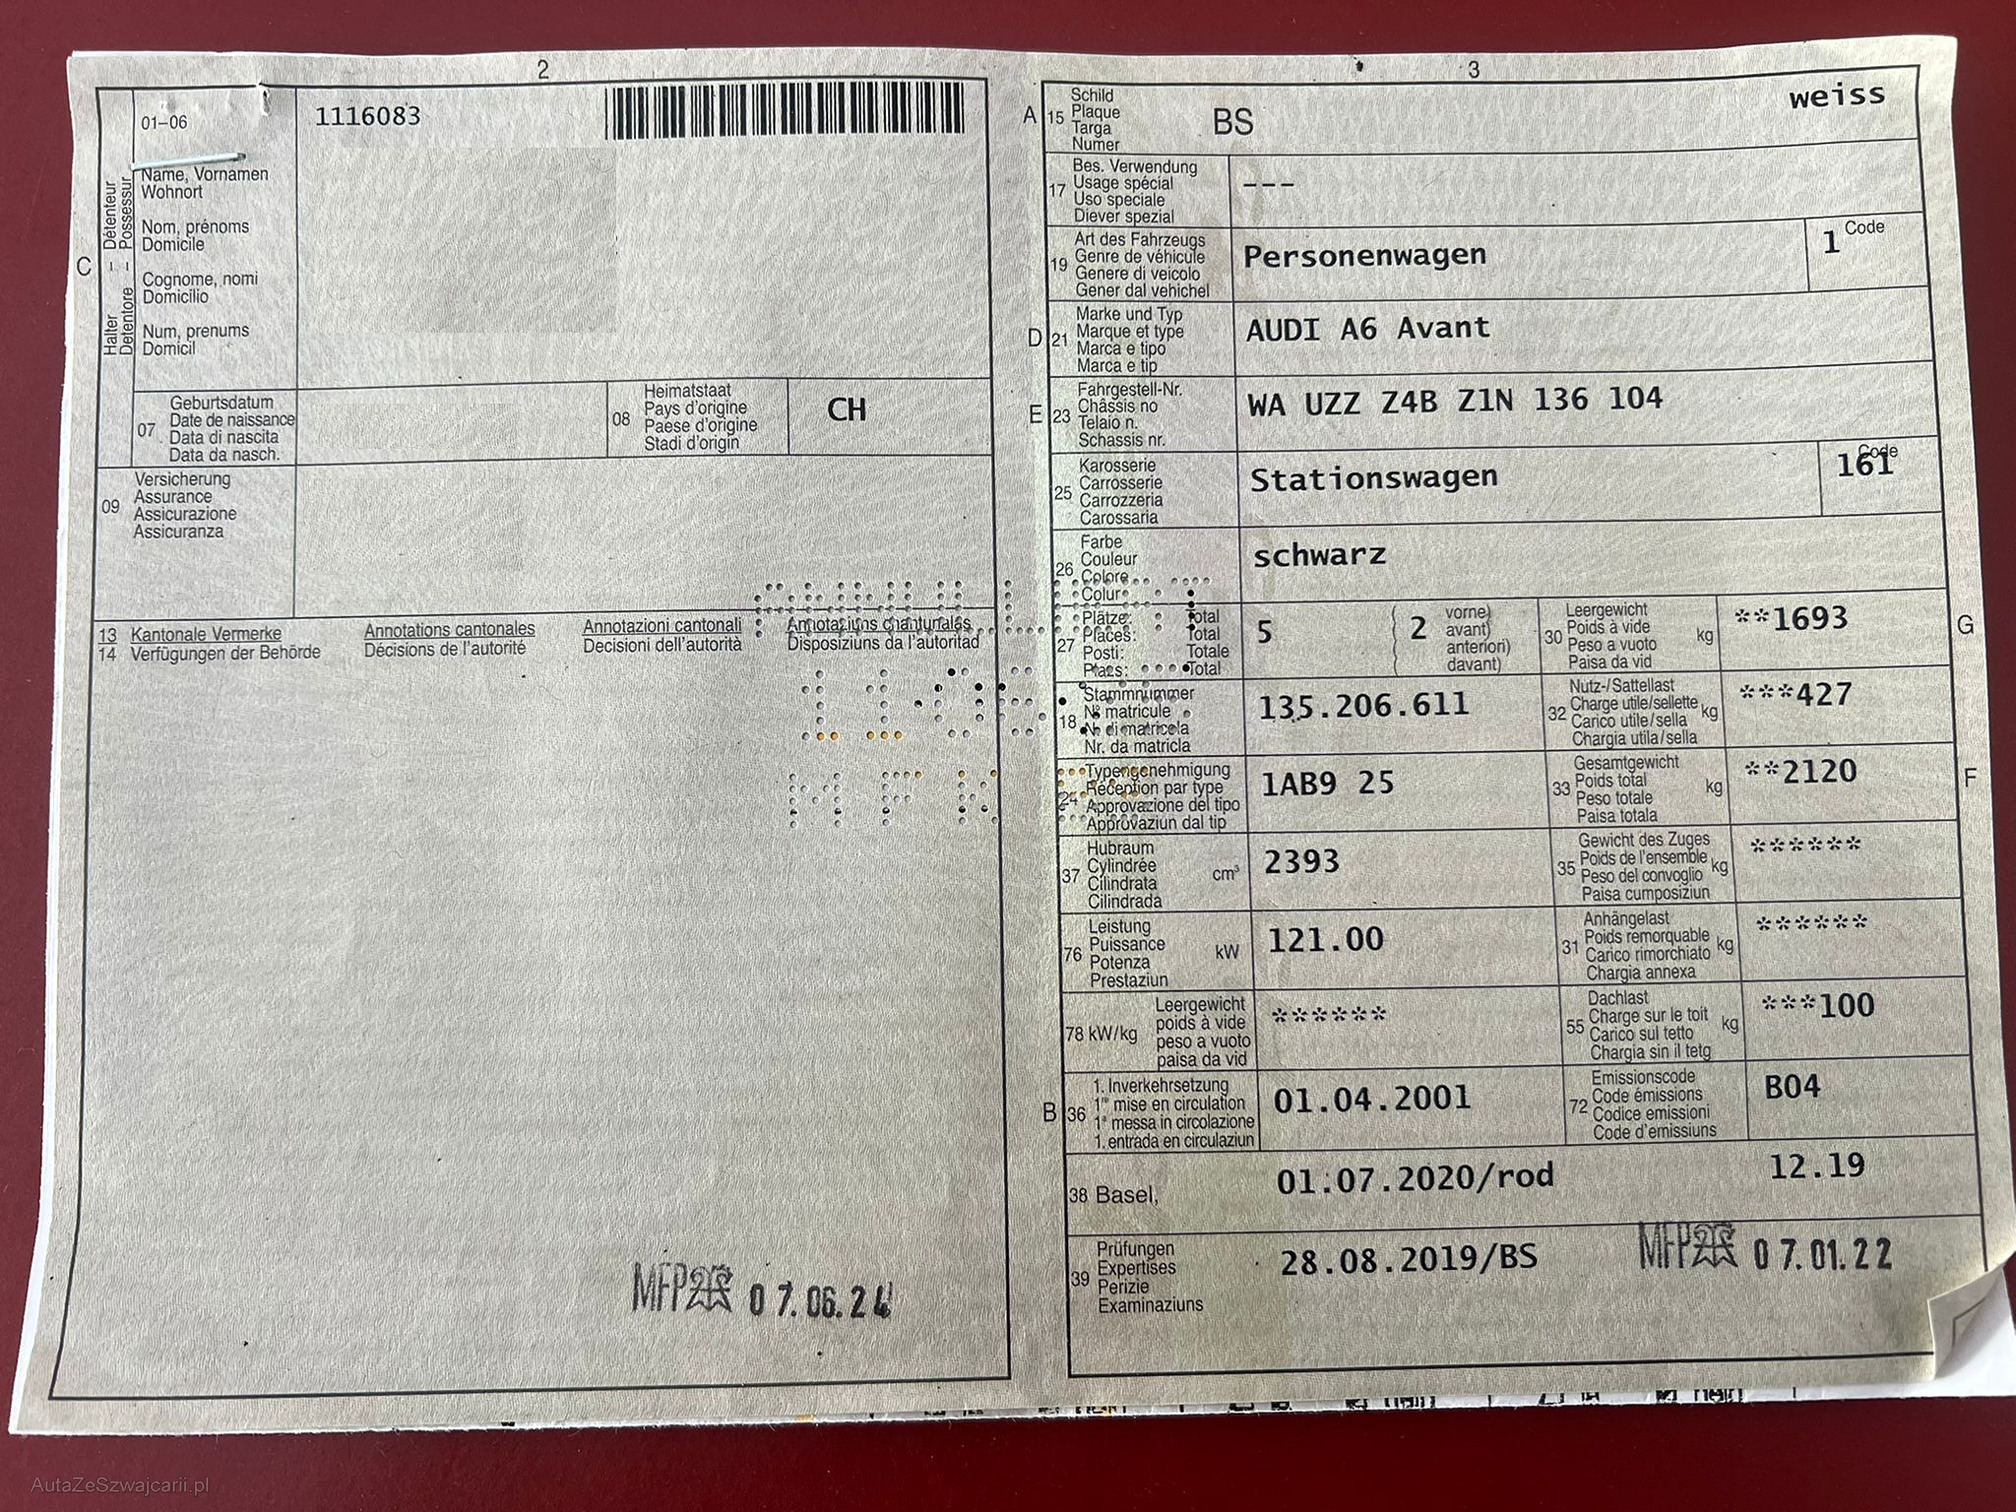 2
01–06
1116083
Name, Vornamen
Wohnort
Nom, prénoms
Domicile
Cognome, nomi
Domicilio
Num, prenums
Domicil
C
Halter – Détenteur
Detentore – Possessur
07
Geburtsdatum
Date de naissance
Data di nascita
Data da nasch.
08
Heimatstaat
Pays d'origine
Paese d'origine
Stadi d'origin
CH
09
Versicherung
Assurance
Assicurazione
Assicuranza
13 Kantonale Vermerke Annotations cantonales Annotazioni cantonali Annotaziuns chantunalas
14 Verfügungen der Behörde Décisions de l'autorité Decisioni dell'autorità Disposiziuns da l'autoritad
ANNULLIERT
11.06.
M F K
MFP BS 07.06.24
3
A 15
Schild
Plaque
Targa
Numer
BS
weiss
17
Bes. Verwendung
Usage spécial
Uso speciale
Diever spezial
---
19
Art des Fahrzeugs
Genre de véhicule
Genere di veicolo
Gener dal vehichel
Personenwagen
1 Code
D 21
Marke und Typ
Marque et type
Marca e tipo
Marca e tip
AUDI A6 Avant
E 23
Fahrgestell-Nr.
Châssis no
Telaio n.
Schassis nr.
WA UZZ Z4B Z1N 136 104
25
Karosserie
Carrosserie
Carrozzeria
Carossaria
Stationswagen
161 Code
26
Farbe
Couleur
Colore
Colur
schwarz
27
Plätze: Total
Places: Total
Posti: Totale
Plazs: Total
5
2
vorne)
avant)
anteriori)
davant)
30
Leergewicht
Poids à vide
Peso a vuoto
Paisa da vid
kg
**1693
G
18
Stammnummer
No matricule
N. di matricola
Nr. da matricla
135.206.611
32
Nutz-/Sattellast
Charge utile/sellette
Carico utile/sella
Chargia utila/sella
kg
***427
24
Typengenehmigung
Réception par type
Approvazione del tipo
Approvaziun dal tip
1AB9 25
33
Gesamtgewicht
Poids total
Peso totale
Paisa totala
kg
**2120
F
37
Hubraum
Cylindrée
Cilindrata
Cilindrada
cm³
2393
35
Gewicht des Zuges
Poids de l'ensemble
Peso del convoglio
Paisa cumposiziun
kg
******
76
Leistung
Puissance
Potenza
Prestaziun
kW
121.00
31
Anhängelast
Poids remorquable
Carico rimorchiato
Chargia annexa
kg
******
78 kW/kg
Leergewicht
poids à vide
peso a vuoto
paisa da vid
******
55
Dachlast
Charge sur le toit
Carico sul tetto
Chargia sin il tetg
kg
***100
B 36
1. Inverkehrsetzung
1re mise en circulation
1a messa in circolazione
1. entrada en circulaziun
01.04.2001
72
Emissionscode
Code émissions
Codice emissioni
Code d'emissiuns
B04
38 Basel,
01.07.2020/rod
12.19
39
Prüfungen
Expertises
Perizie
Examinaziuns
28.08.2019/BS
MFP BS 07.01.22
AutaZeSzwajcarii.pl